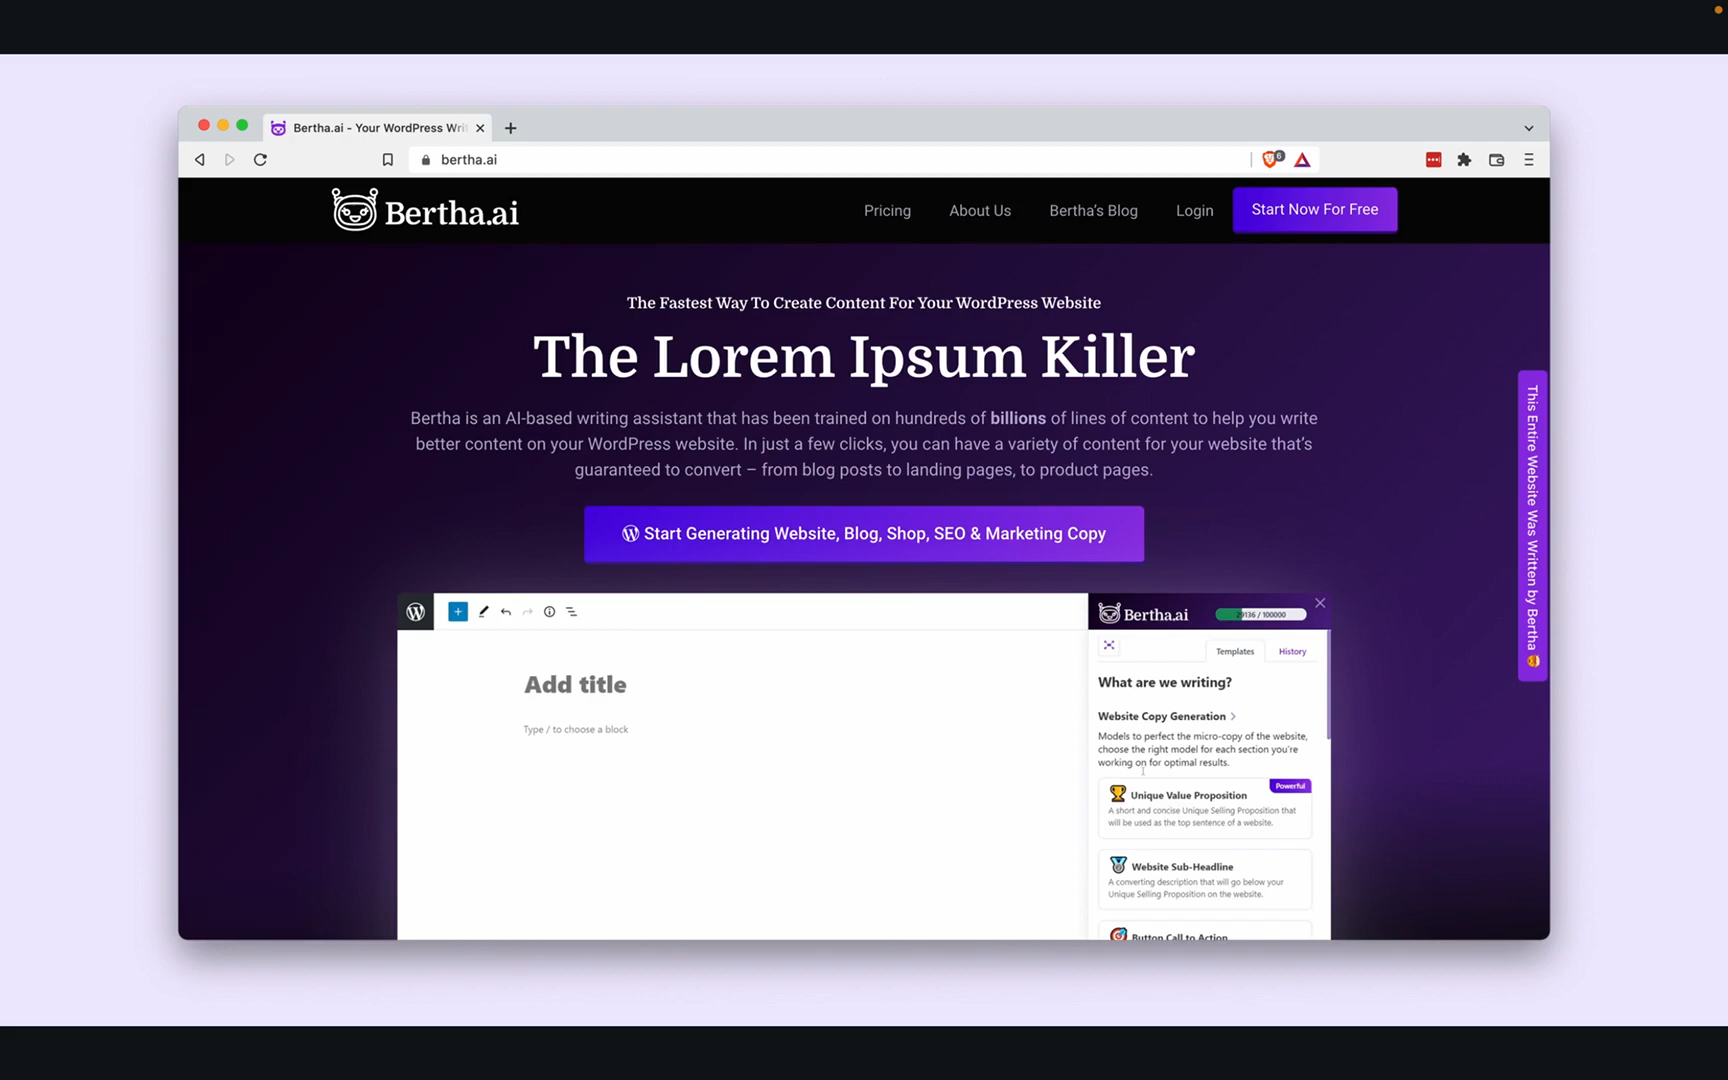 Bertha.ai - Your WordPress Wri
bertha.ai
6
Bertha.ai
Pricing
About Us
Bertha's Blog
Login
Start Now For Free
The Fastest Way To Create Content For Your WordPress Website
The Lorem Ipsum Killer
Bertha is an AI-based writing assistant that has been trained on hundreds of billions of lines of content to help you write
better content on your WordPress website. In just a few clicks, you can have a variety of content for your website that's
guaranteed to convert – from blog posts to landing pages, to product pages.
Start Generating Website, Blog, Shop, SEO & Marketing Copy
This Entire Website Was Written by Bertha 
Add title
Type / to choose a block
Bertha.ai
29136 / 100000
Templates
History
What are we writing?
Website Copy Generation
Models to perfect the micro-copy of the website,
choose the right model for each section you're
working on for optimal results.
Powerful
Unique Value Proposition
A short and concise Unique Selling Proposition that
will be used as the top sentence of a website.
Website Sub-Headline
A converting description that will go below your
Unique Selling Proposition on the website.
Button Call to Action